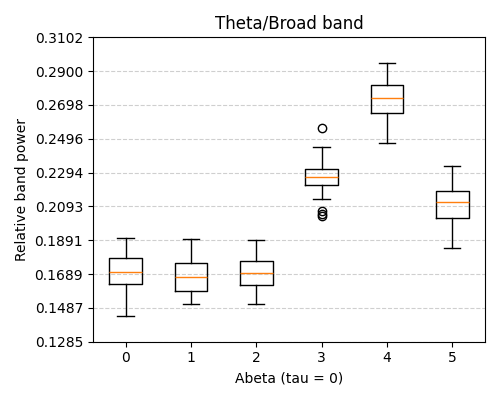 Theta/Broad band
0.3102
0.2900
0.2698
0.2496
0.2294
0.2093
0.1891
0.1689
0.1487
0.1285
Relative band power
0 1 2 3 4 5
Abeta (tau = 0)